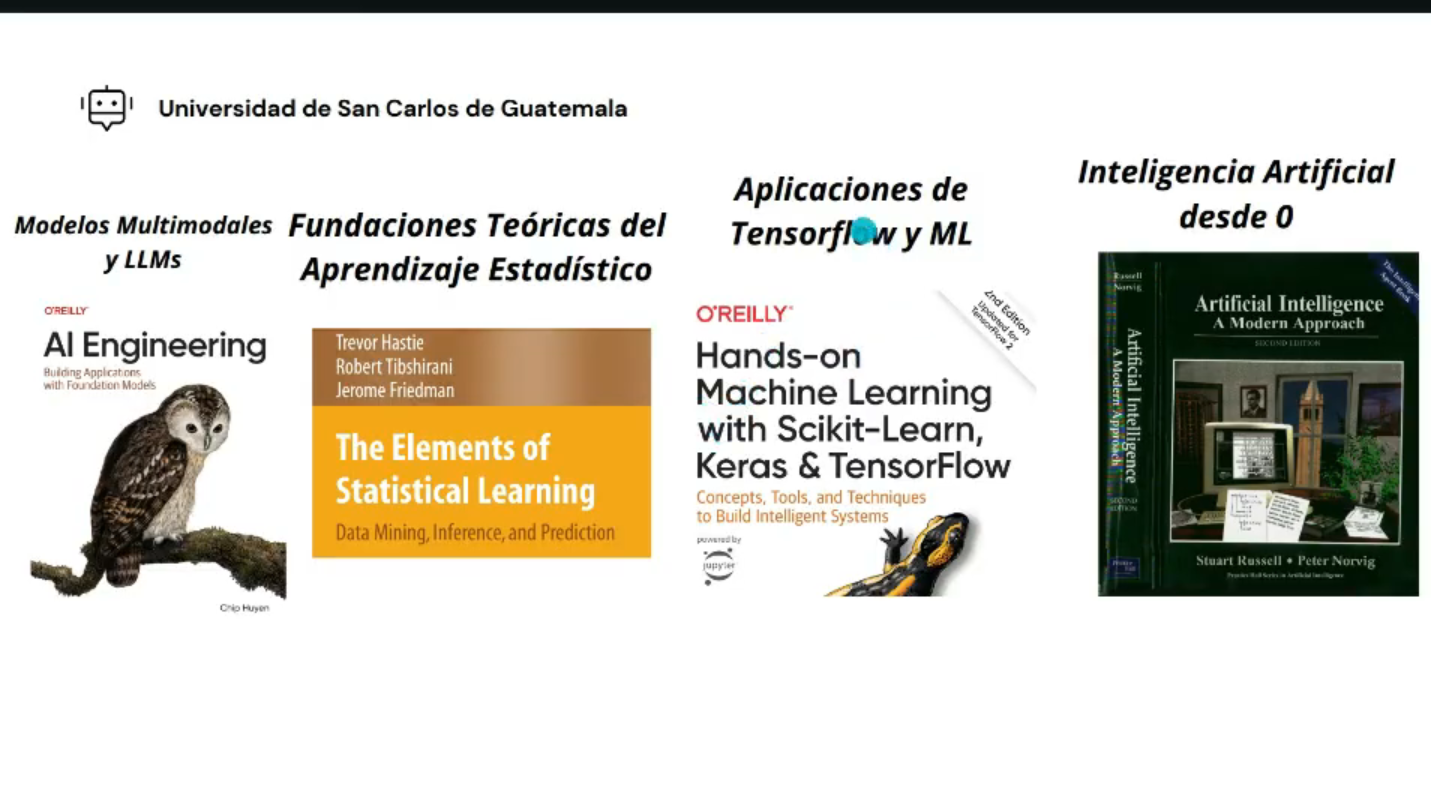 Universidad de San Carlos de Guatemala
Modelos Multimodales
y LLMs
O'REILLY
AI Engineering
Building Applications
with Foundation Models
Chip Huyen
Fundaciones Teóricas del
Aprendizaje Estadístico
Trevor Hastie
Robert Tibshirani
Jerome Friedman
The Elements of
Statistical Learning
Data Mining, Inference, and Prediction
Aplicaciones de
Tensorflow y ML
O'REILLY
2nd Edition
Updated for
TensorFlow 2
Hands-on
Machine Learning
with Scikit-Learn,
Keras & TensorFlow
Concepts, Tools, and Techniques
to Build Intelligent Systems
powered by
jupyter
Inteligencia Artificial
desde 0
Russell
Norvig
Artificial Intelligence
A Modern Approach
SECOND EDITION
Prentice
Hall
The Intelligent
Agent Book
Artificial Intelligence
A Modern Approach
SECOND EDITION
Stuart Russell • Peter Norvig
Prentice Hall Series in Artificial Intelligence